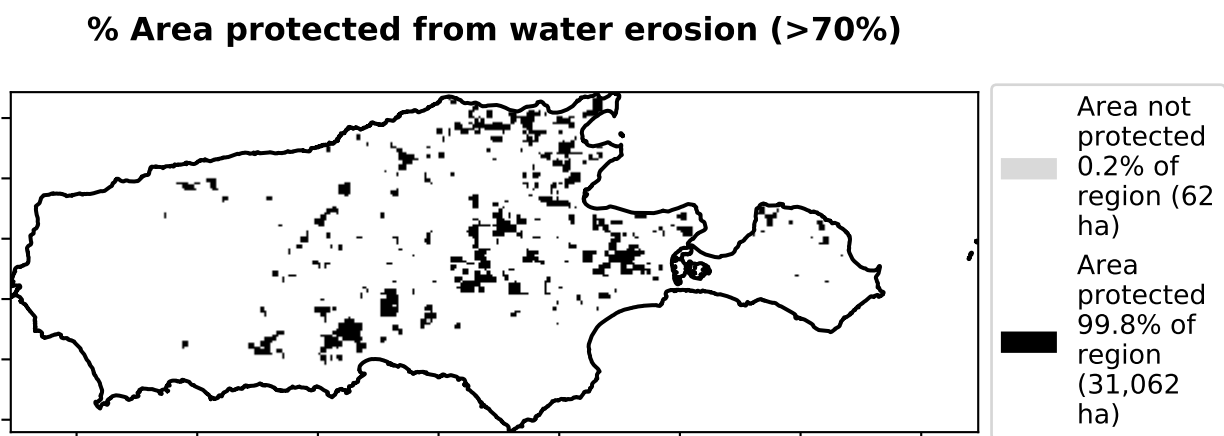 % Area protected from water erosion (>70%)
Area not
protected
0.2% of
region (62
ha)
Area
protected
99.8% of
region
(31,062
ha)